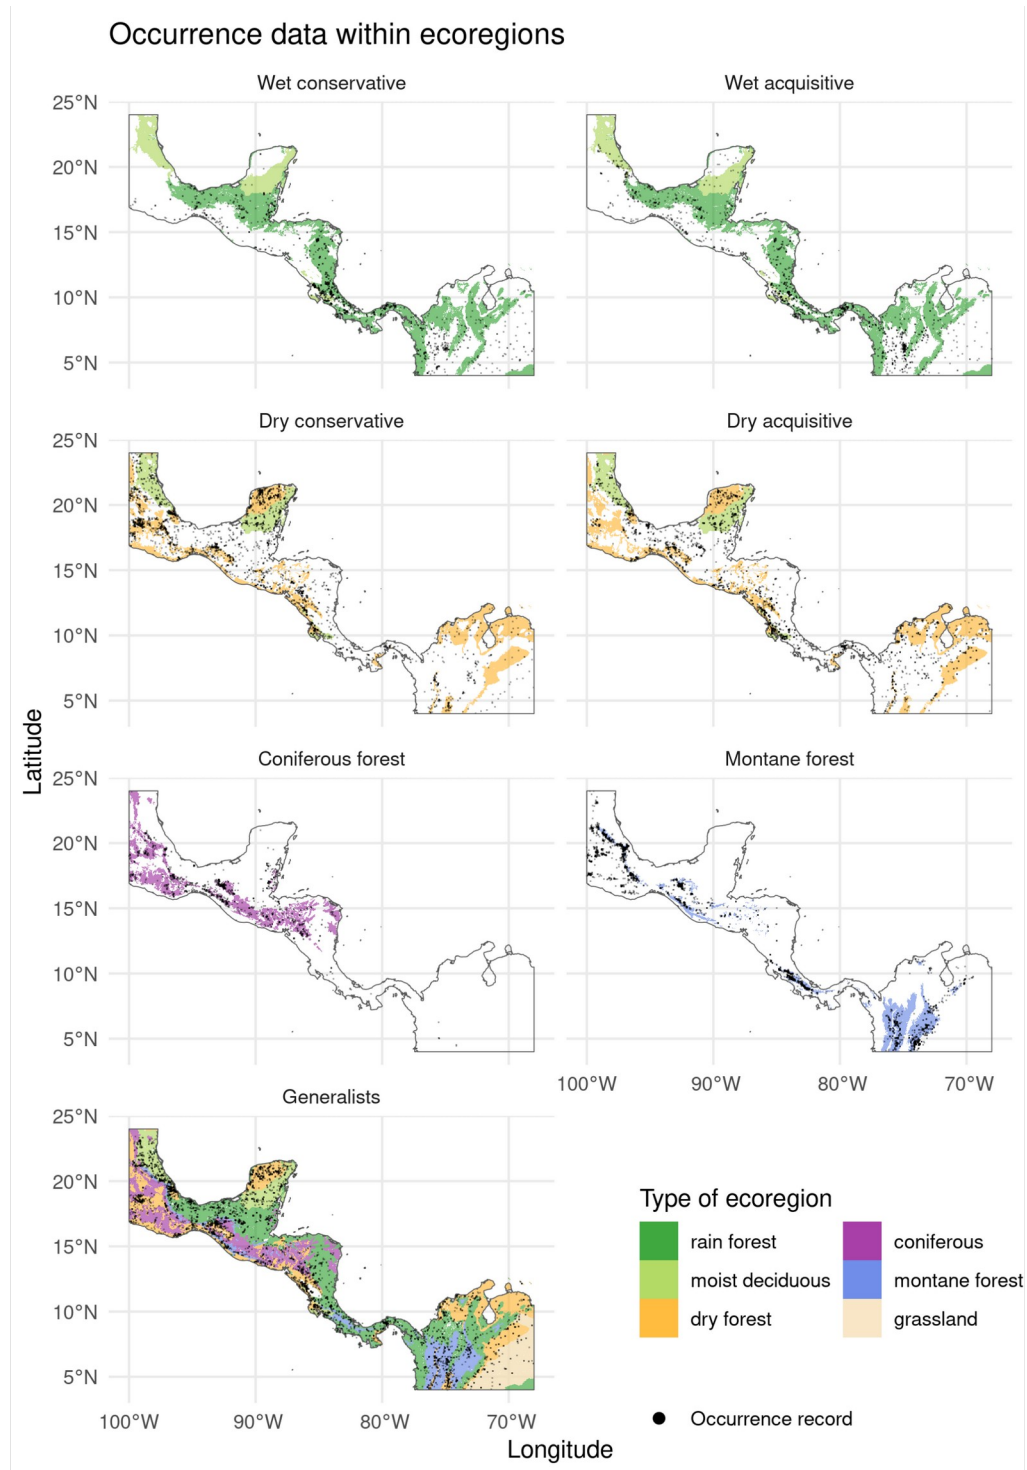 Occurrence data within ecoregions
Wet conservative
Wet acquisitive
25°N
20°N
15°N
10°N
5°N
Dry conservative
Dry acquisitive
25°N
20°N
15°N
10°N
5°N
Latitude
Coniferous forest
Montane forest
25°N
20°N
15°N
10°N
5°N
100°W 90°W 80°W 70°W
Generalists
25°N
20°N
15°N
10°N
5°N
100°W 90°W 80°W 70°W
Longitude
Type of ecoregion
rain forest
moist deciduous
dry forest
coniferous
montane forest
grassland
Occurrence record